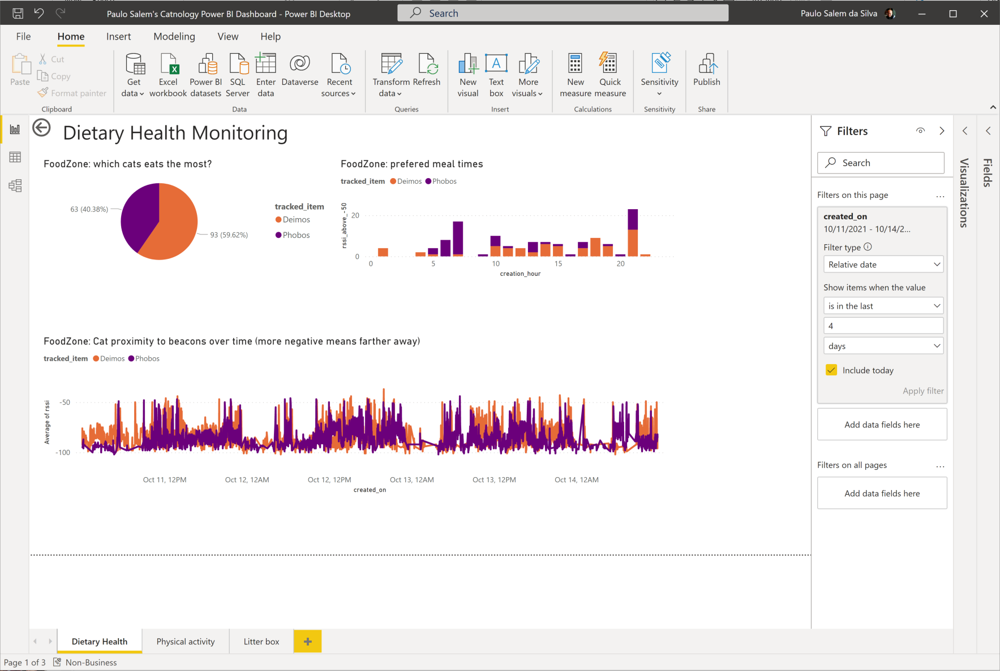 Paulo Salem's Catnology Power BI Dashboard - Power BI Desktop
Search
Paulo Salem da Silva
File Home Insert Modeling View Help
Paste
Cut
Copy
Format painter
Clipboard
Get data
Excel workbook
Power BI datasets
SQL Server
Enter data
Dataverse
Recent sources
Data
Transform data
Refresh
Queries
New visual
Text box
More visuals
Insert
New measure
Quick measure
Calculations
Sensitivity
Sensitivity
Publish
Share
Dietary Health Monitoring
FoodZone: which cats eats the most?
63 (40.38%)
93 (59.62%)
tracked_item
Deimos
Phobos
FoodZone: prefered meal times
tracked_item Deimos Phobos
rssi_above_-50
20
0
0 5 10 15 20
creation_hour
FoodZone: Cat proximity to beacons over time (more negative means farther away)
tracked_item Deimos Phobos
Average of rssi
-50
-100
Oct 11, 12PM Oct 12, 12AM Oct 12, 12PM Oct 13, 12AM Oct 13, 12PM Oct 14, 12AM
created_on
Filters
Search
Filters on this page
...
created_on
10/11/2021 - 10/14/2...
Filter type
Relative date
Show items when the value
is in the last
4
days
Include today
Apply filter
Add data fields here
Filters on all pages
...
Add data fields here
Visualizations
Fields
Dietary Health
Physical activity
Litter box
Page 1 of 3 Non-Business